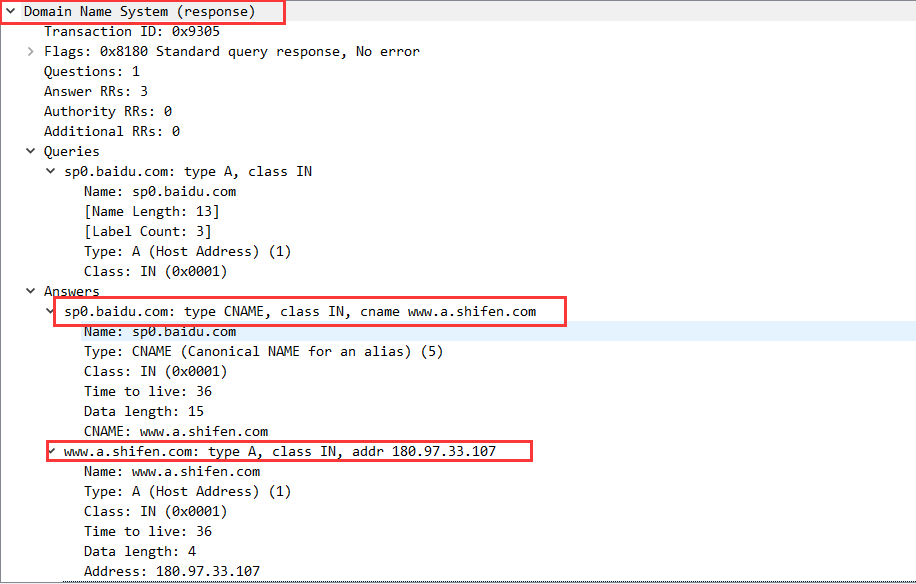 Domain Name System (response)
Transaction ID: 0x9305
Flags: 0x8180 Standard query response, No error
Questions: 1
Answer RRs: 3
Authority RRs: 0
Additional RRs: 0
Queries
sp0.baidu.com: type A, class IN
Name: sp0.baidu.com
[Name Length: 13]
[Label Count: 3]
Type: A (Host Address) (1)
Class: IN (0x0001)
Answers
sp0.baidu.com: type CNAME, class IN, cname www.a.shifen.com
Name: sp0.baidu.com
Type: CNAME (Canonical NAME for an alias) (5)
Class: IN (0x0001)
Time to live: 36
Data length: 15
CNAME: www.a.shifen.com
www.a.shifen.com: type A, class IN, addr 180.97.33.107
Name: www.a.shifen.com
Type: A (Host Address) (1)
Class: IN (0x0001)
Time to live: 36
Data length: 4
Address: 180.97.33.107